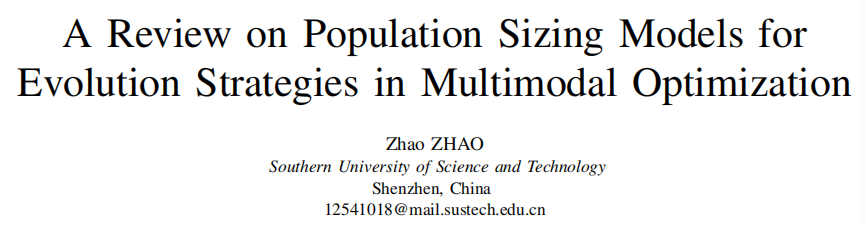 A Review on Population Sizing Models for
Evolution Strategies in Multimodal Optimization
Zhao ZHAO
Southern University of Science and Technology
Shenzhen, China
12541018@mail.sustech.edu.cn